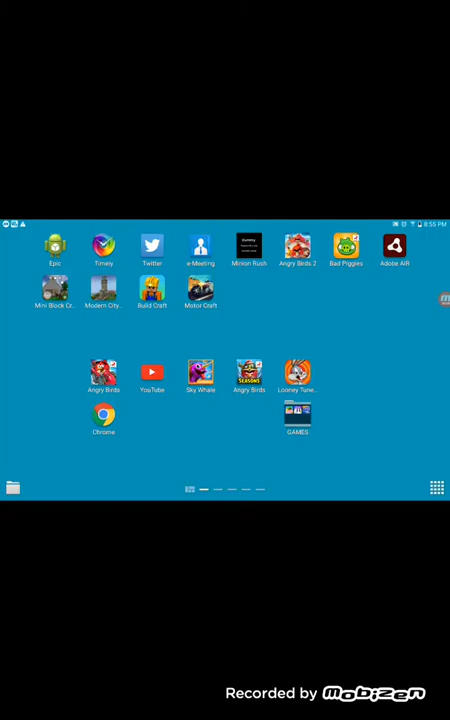 8:55 PM
Epic Timely Twitter e-Meeting Minion Rush Angry Birds 2 Bad Piggies Adobe AIR
Mini Block Cr... Modern City... Build Craft Motor Craft
SEASONS
Angry Birds YouTube Sky Whale Angry Birds Looney Tune...
Chrome GAMES
Recorded by mobizen